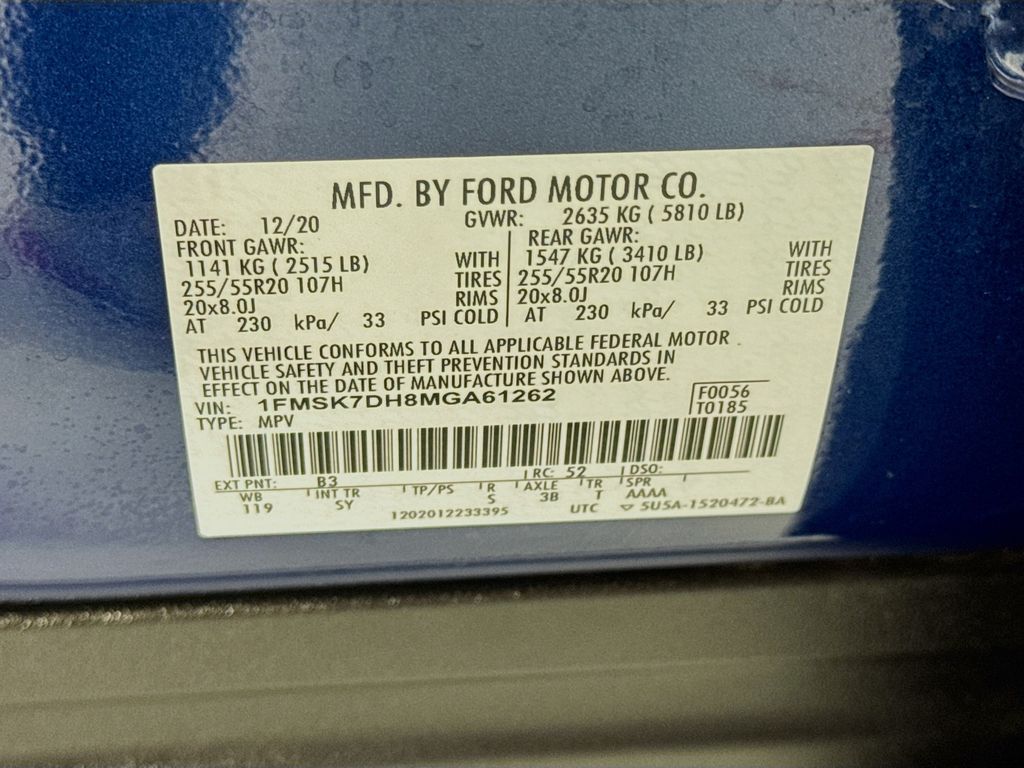 MFD. BY FORD MOTOR CO.
DATE: 12/20 GVWR: 2635 KG ( 5810 LB)
FRONT GAWR: REAR GAWR:
1141 KG ( 2515 LB) WITH 1547 KG ( 3410 LB) WITH
255/55R20 107H TIRES 255/55R20 107H TIRES
20x8.0J RIMS 20x8.0J RIMS
AT 230 kPa/ 33 PSI COLD AT 230 kPa/ 33 PSI COLD
THIS VEHICLE CONFORMS TO ALL APPLICABLE FEDERAL MOTOR
VEHICLE SAFETY AND THEFT PREVENTION STANDARDS IN
EFFECT ON THE DATE OF MANUFACTURE SHOWN ABOVE.
VIN: 1FMSK7DH8MGA61262 F0056
TYPE: MPV T0185
EXT PNT: B3 RC: 52 DSO:
WB INT TR TP/PS R AXLE TR SPR
119 SY S 3B T AAAA
1202012233395 UTC ▽ 5U5A-1520472-BA